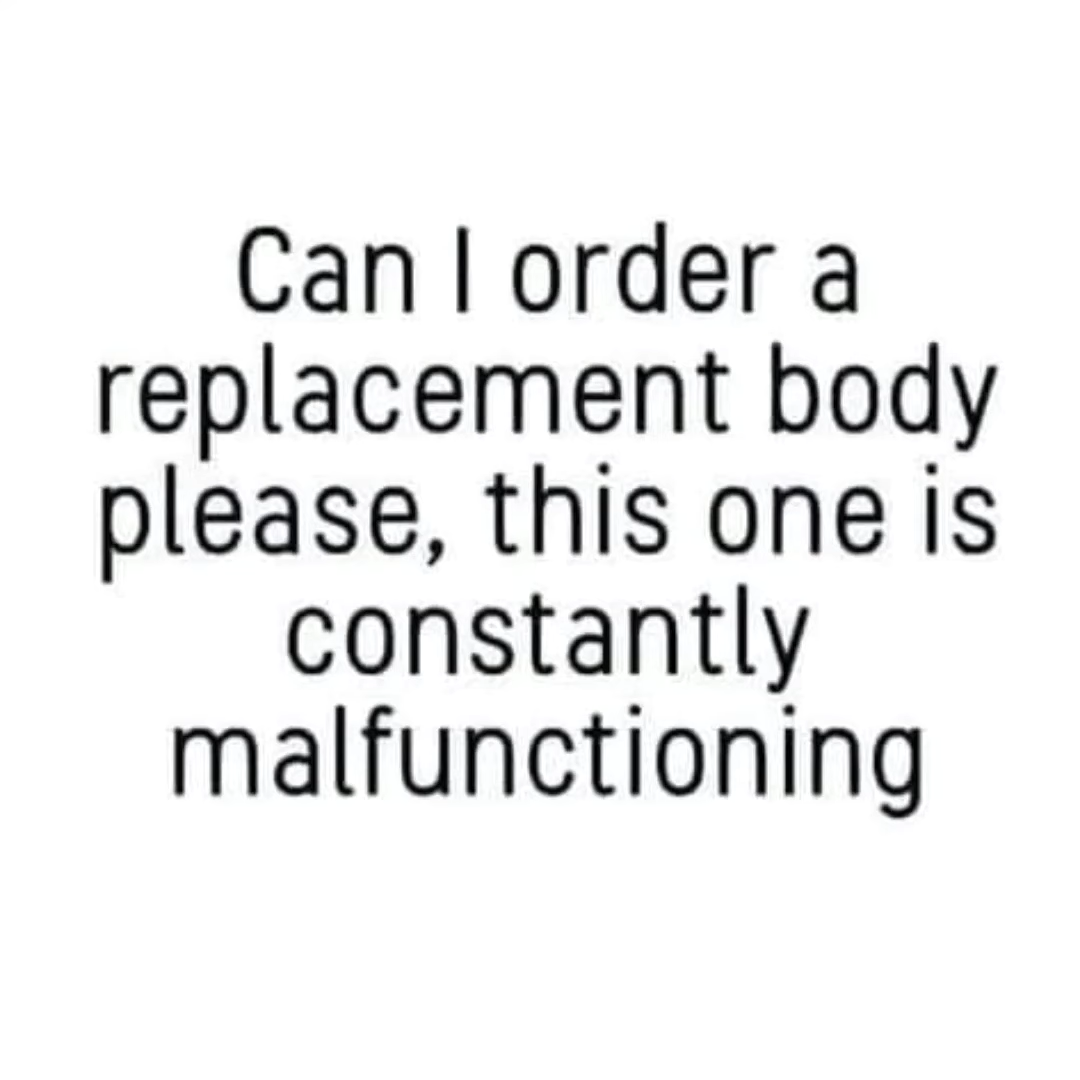 Can I order a
replacement body
please, this one is
constantly
malfunctioning